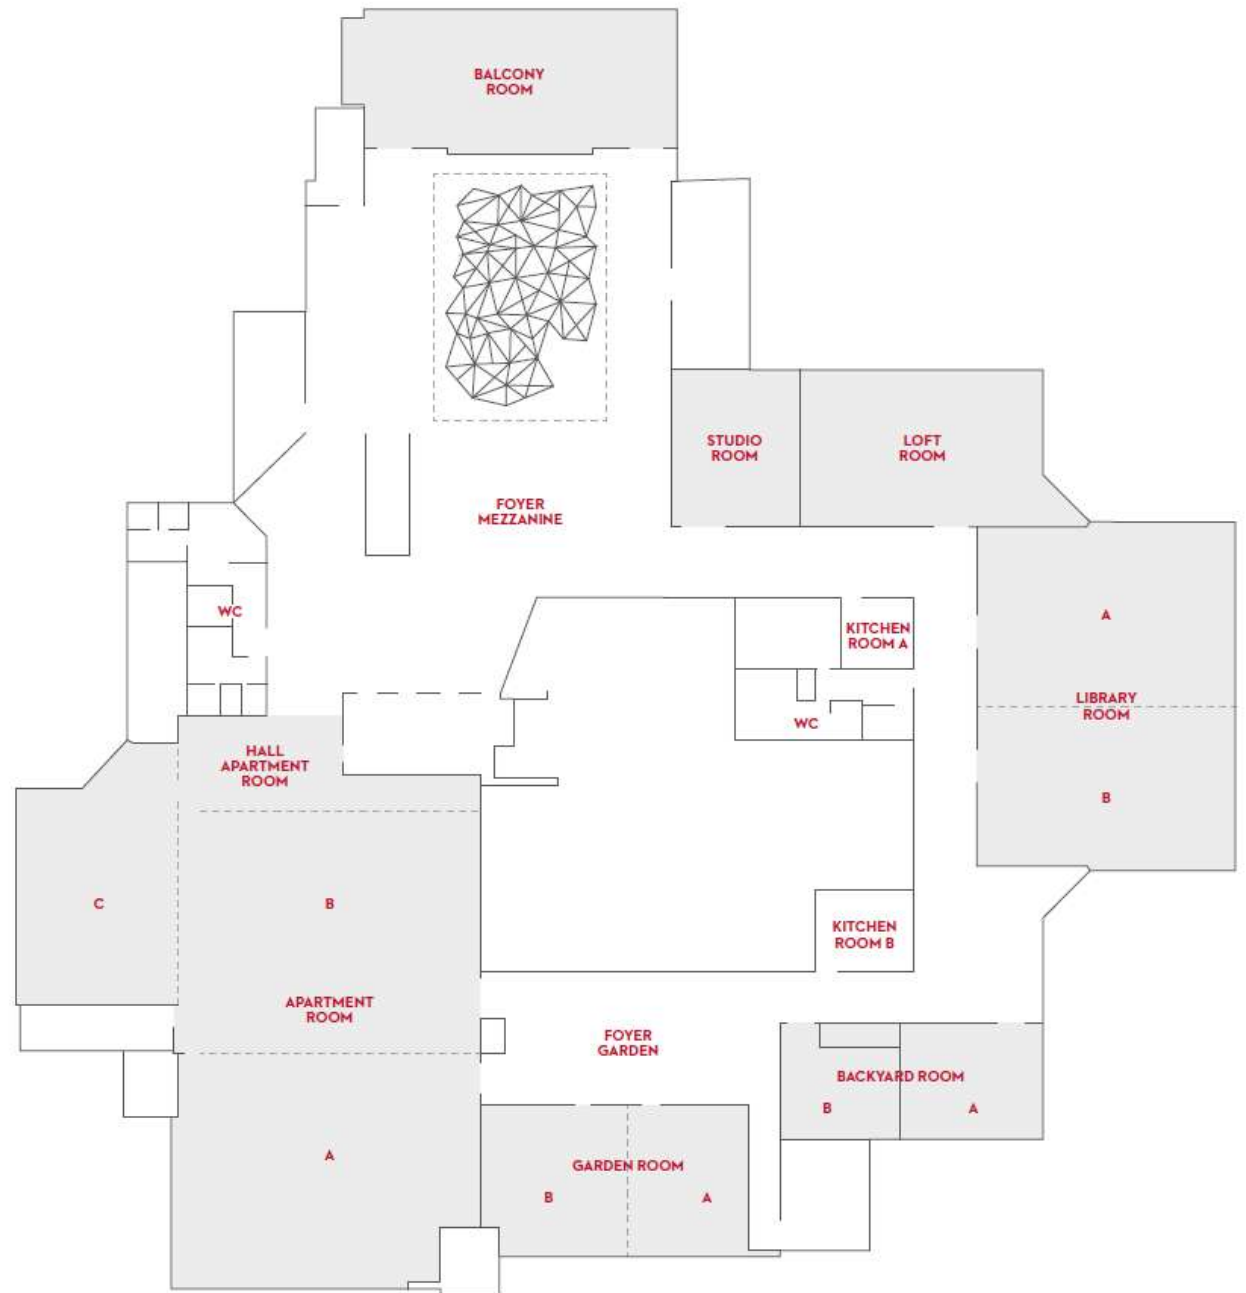 BALCONY
ROOM
STUDIO
ROOM
LOFT
ROOM
FOYER
MEZZANINE
WC
KITCHEN
ROOM A
A
LIBRARY
ROOM
WC
HALL
APARTMENT
ROOM
B
C
B
KITCHEN
ROOM B
APARTMENT
ROOM
FOYER
GARDEN
BACKYARD ROOM
B
A
A
GARDEN ROOM
B
A